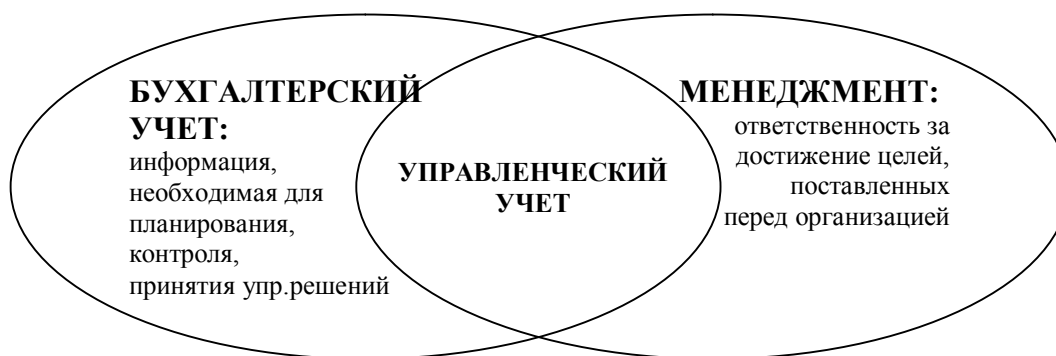 БУХГАЛТЕРСКИЙ
УЧЕТ:
информация,
необходимая для
планирования,
контроля,
принятия упр.решений
УПРАВЛЕНЧЕСКИЙ
УЧЕТ
МЕНЕДЖМЕНТ:
ответственность за
достижение целей,
поставленных
перед организацией